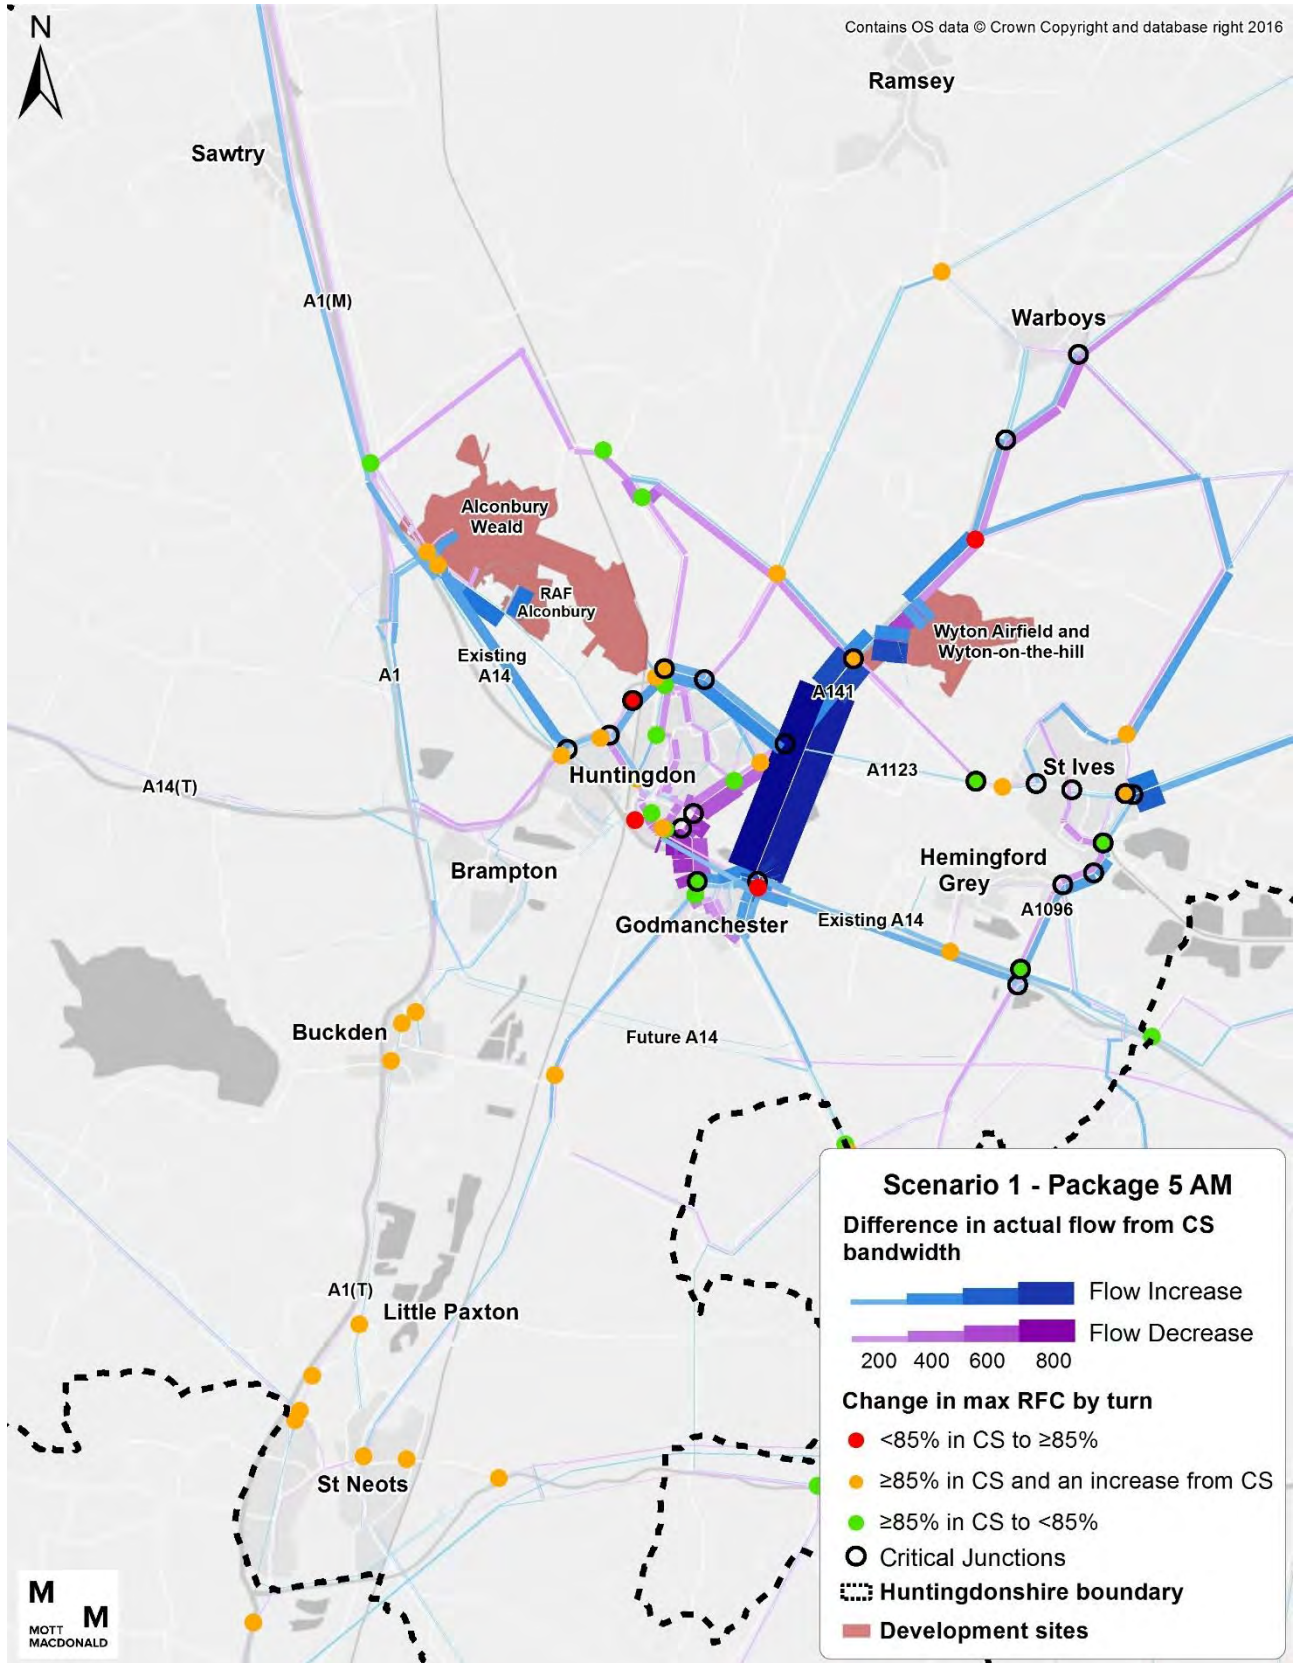 N
Contains OS data © Crown Copyright and database right 2016
Ramsey
Sawtry
A1(M)
Warboys
Alconbury
Weald
RAF
Alconbury
Wyton Airfield and
Wyton-on-the-hill
Existing
A14
A1
A141
A14(T)
Huntingdon
A1123
St Ives
Brampton
Hemingford
Grey
A1096
Godmanchester
Existing A14
Buckden
Future A14
A1(T)
Little Paxton
St Neots
Scenario 1 - Package 5 AM
Difference in actual flow from CS
bandwidth
Flow Increase
Flow Decrease
200 400 600 800
Change in max RFC by turn
<85% in CS to ≥85%
≥85% in CS and an increase from CS
≥85% in CS to <85%
Critical Junctions
Huntingdonshire boundary
Development sites
M
M
MOTT
MACDONALD